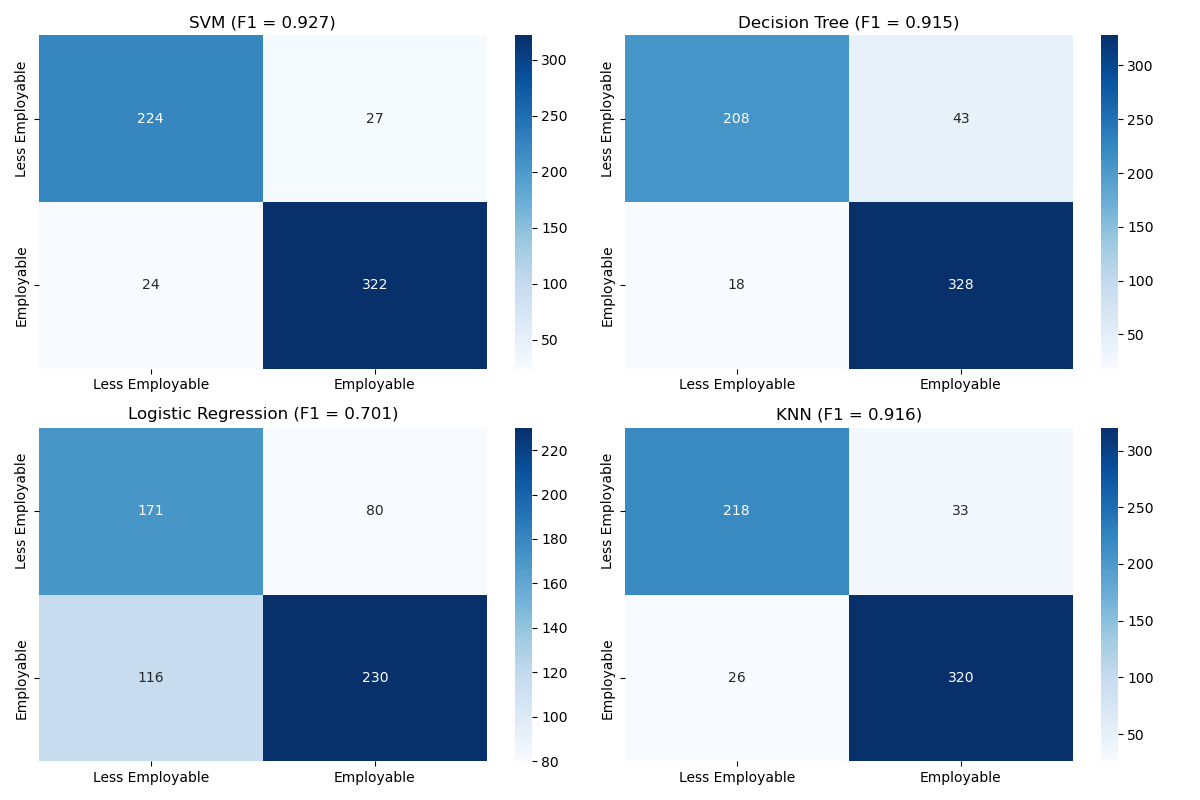 SVM (F1 = 0.927)
Less Employable
Employable
224
27
24
322
Less Employable
Employable
300
250
200
150
100
50
Decision Tree (F1 = 0.915)
Less Employable
Employable
208
43
18
328
Less Employable
Employable
300
250
200
150
100
50
Logistic Regression (F1 = 0.701)
Less Employable
Employable
171
80
116
230
Less Employable
Employable
220
200
180
160
140
120
100
80
KNN (F1 = 0.916)
Less Employable
Employable
218
33
26
320
Less Employable
Employable
300
250
200
150
100
50